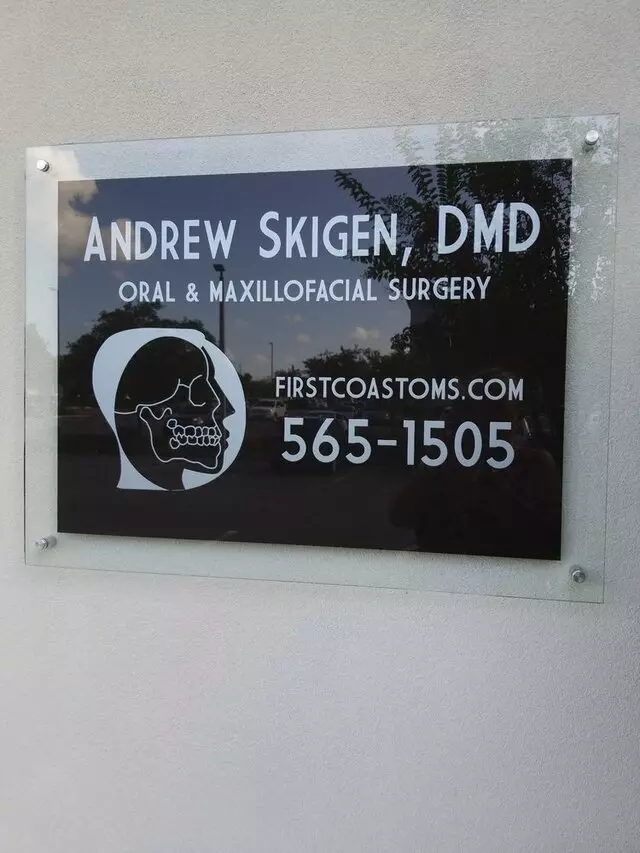 ANDREW SKIGEN, DMD
ORAL & MAXILLOFACIAL SURGERY
FIRSTCOASTOMS.COM
565-1505